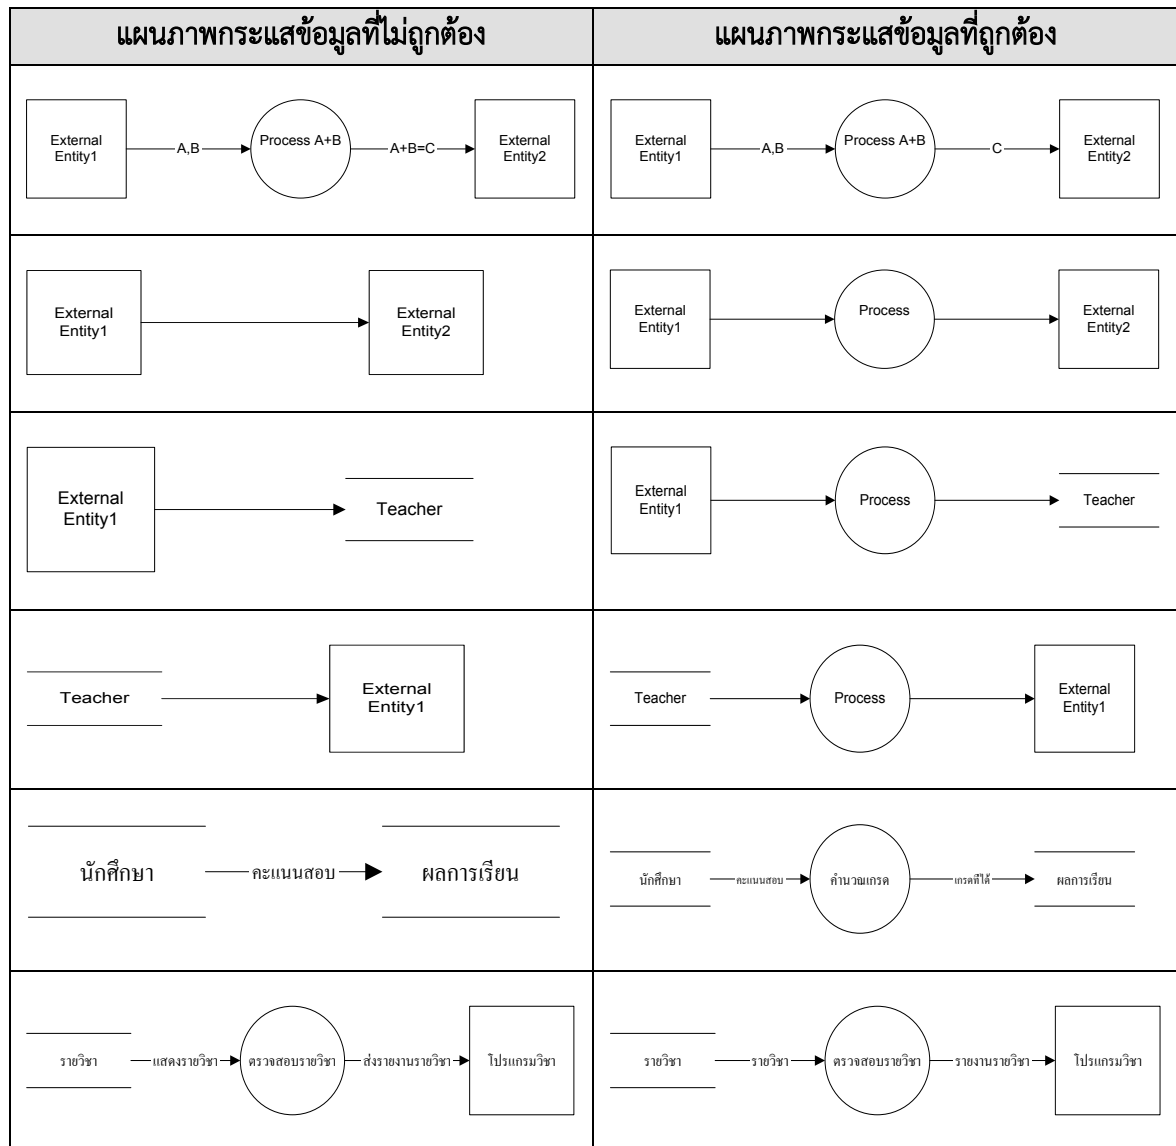 แผนภาพกระแสข้อมูลที่ไม่ถูกต้อง
แผนภาพกระแสข้อมูลที่ถูกต้อง
External
Entity1
A,B
Process A+B
A+B=C
External
Entity2
External
Entity1
A,B
Process A+B
C
External
Entity2
External
Entity1
External
Entity2
External
Entity1
Process
External
Entity2
External
Entity1
Teacher
External
Entity1
Process
Teacher
Teacher
External
Entity1
Teacher
Process
External
Entity1
นักศึกษา
คะแนนสอบ
ผลการเรียน
นักศึกษา
คะแนนสอบ
คำนวณเกรด
เกรดที่ได้
ผลการเรียน
รายวิชา
แสดงรายวิชา
ตรวจสอบรายวิชา
ส่งรายงานรายวิชา
โปรแกรมวิชา
รายวิชา
รายวิชา
ตรวจสอบรายวิชา
รายงานรายวิชา
โปรแกรมวิชา